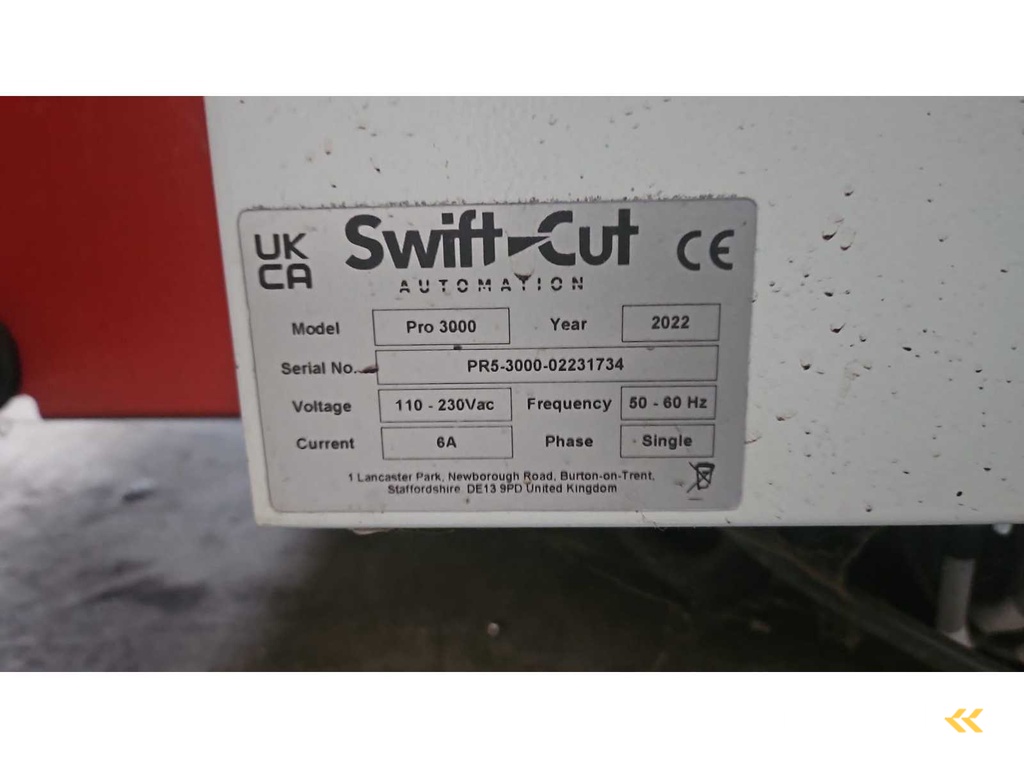 UK
CA
Swift-Cut
AUTOMATION
CE
Model Pro 3000 Year 2022
Serial No. PR5-3000-02231734
Voltage 110 - 230Vac Frequency 50 - 60 Hz
Current 6A Phase Single
1 Lancaster Park, Newborough Road, Burton-on-Trent,
Staffordshire DE13 9PD United Kingdom